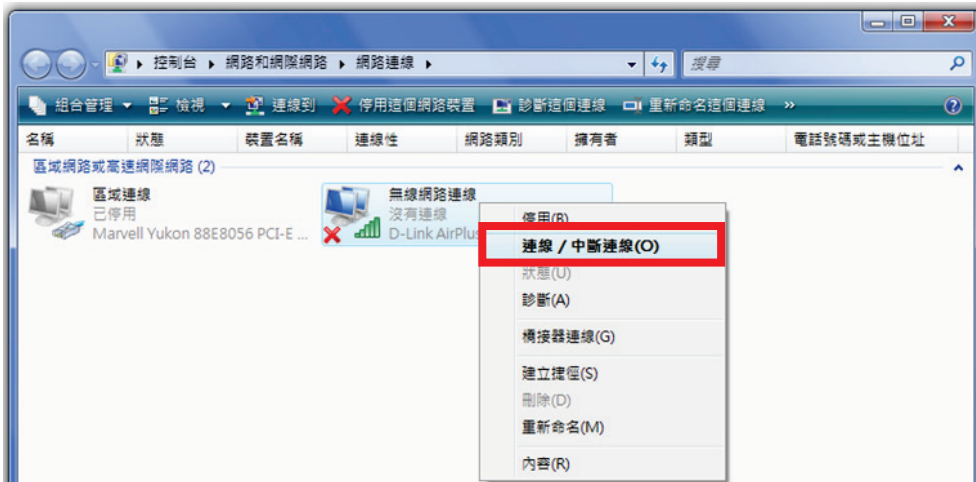 控制台 ▸ 網路和網際網路 ▸ 網路連線 ▸
搜尋
組合管理 檢視 連線到 停用這個網路裝置 診斷這個連線 重新命名這個連線 »
名稱 狀態 裝置名稱 連線性 網路類別 擁有者 類型 電話號碼或主機位址
區域網路或高速網際網路 (2)
區域連線
已停用
Marvell Yukon 88E8056 PCI-E ...
無線網路連線
沒有連線
D-Link AirPlus
停用(B)
連線 / 中斷連線(O)
狀態(U)
診斷(A)
橋接器連線(G)
建立捷徑(S)
刪除(D)
重新命名(M)
內容(R)